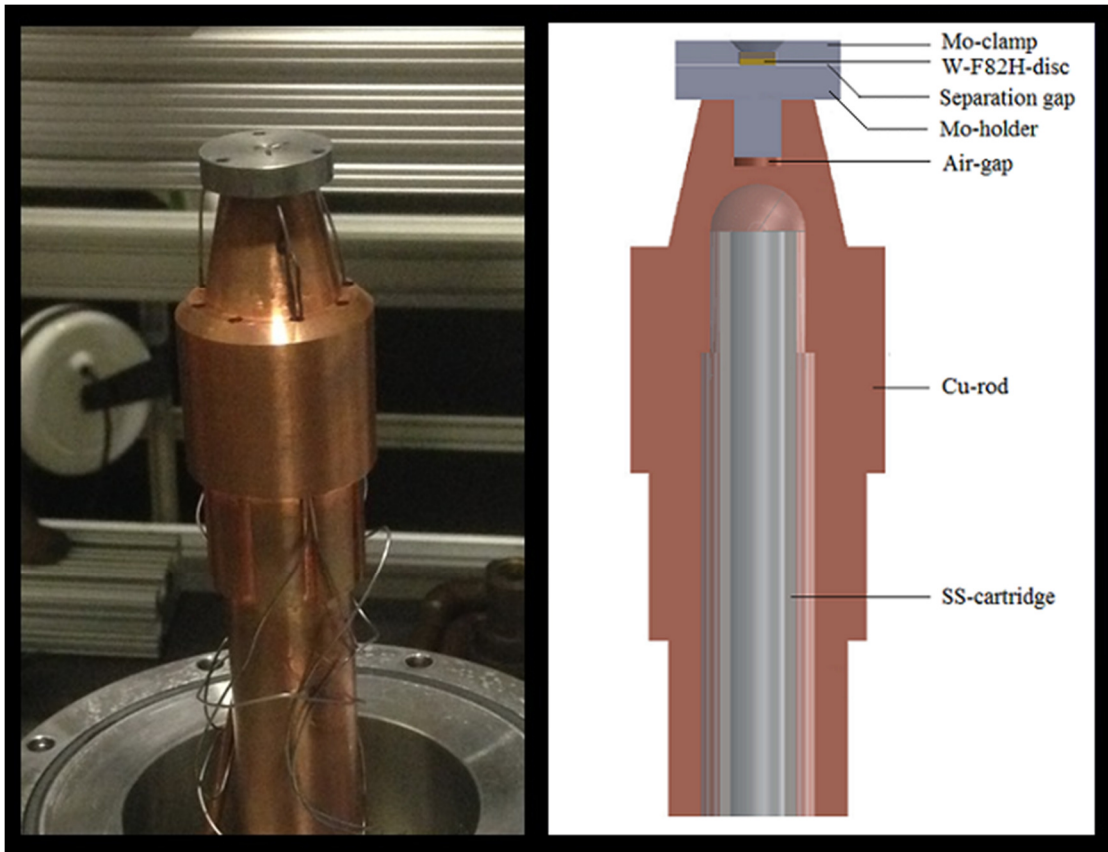 Mo-clamp
W-F82H-disc
Separation gap
Mo-holder
Air-gap
Cu-rod
SS-cartridge